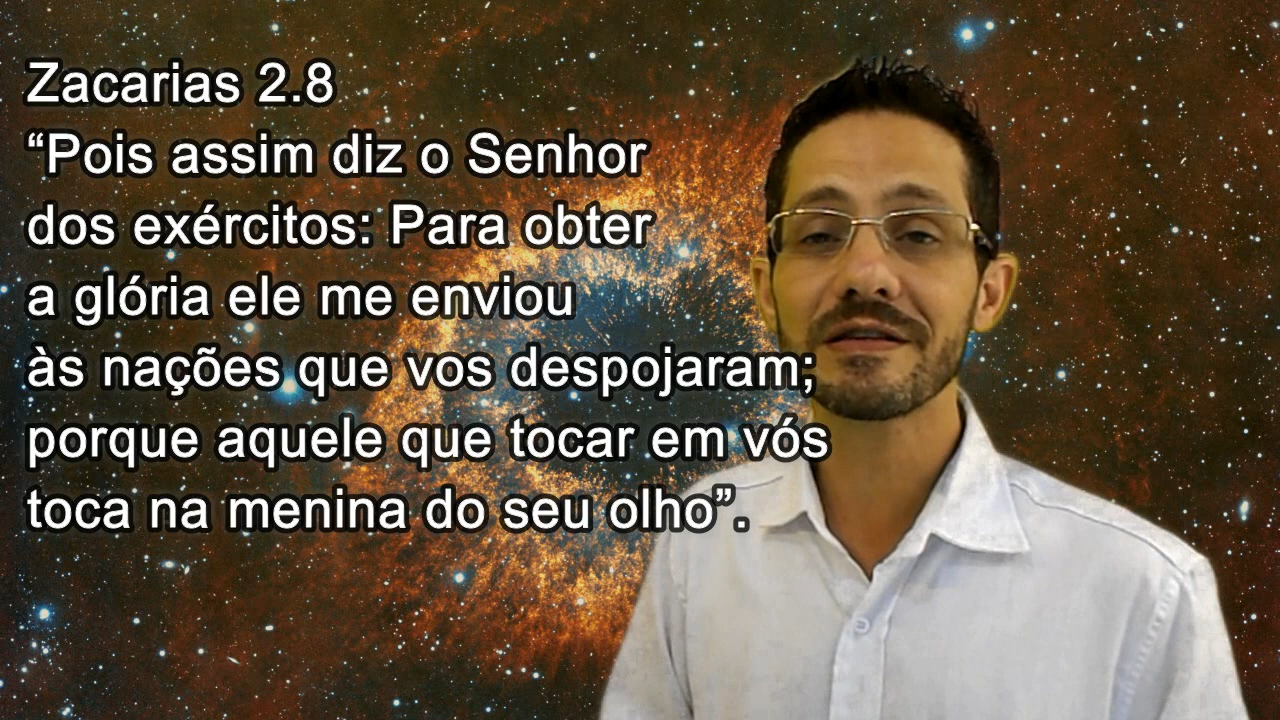 Zacarias 2.8
“Pois assim diz o Senhor
dos exércitos: Para obter
a glória ele me enviou
às nações que vos despojaram;
porque aquele que tocar em vós
toca na menina do seu olho”.